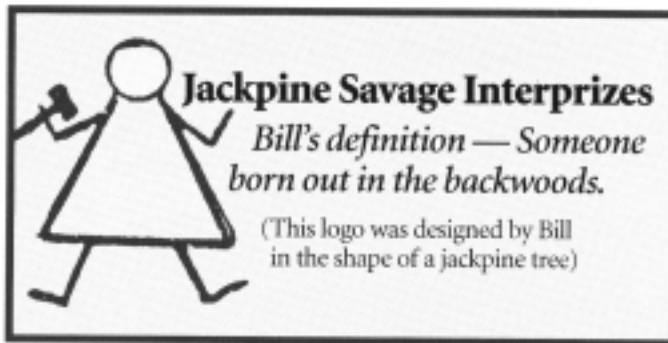 Jackpine Savage Interprizes
Bill's definition — Someone
born out in the backwoods.
(This logo was designed by Bill
in the shape of a jackpine tree)